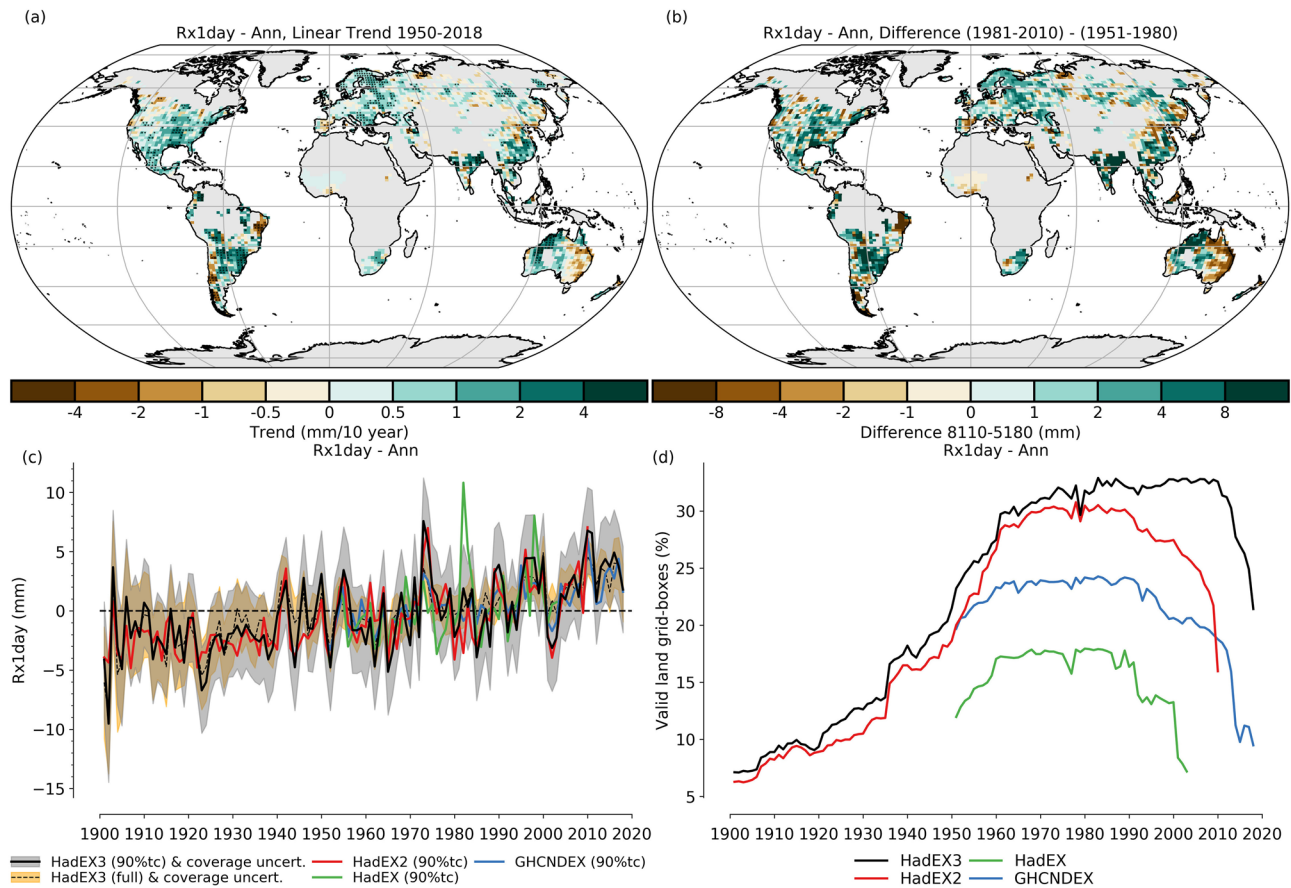 (a)
Rx1day - Ann, Linear Trend 1950-2018
(b)
Rx1day - Ann, Difference (1981-2010) - (1951-1980)
-4 -2 -1 -0.5 0 0.5 1 2 4
Trend (mm/10 year)
-8 -4 -2 -1 0 1 2 4 8
Difference 8110-5180 (mm)
(c)
Rx1day - Ann
Rx1day (mm)
10
5
0
−5
−10
−15
1900 1910 1920 1930 1940 1950 1960 1970 1980 1990 2000 2010 2020
HadEX3 (90%tc) & coverage uncert.
HadEX3 (full) & coverage uncert.
HadEX2 (90%tc)
HadEX (90%tc)
GHCNDEX (90%tc)
(d)
Rx1day - Ann
Valid land grid-boxes (%)
30
25
20
15
10
5
1900 1910 1920 1930 1940 1950 1960 1970 1980 1990 2000 2010 2020
HadEX3
HadEX2
HadEX
GHCNDEX